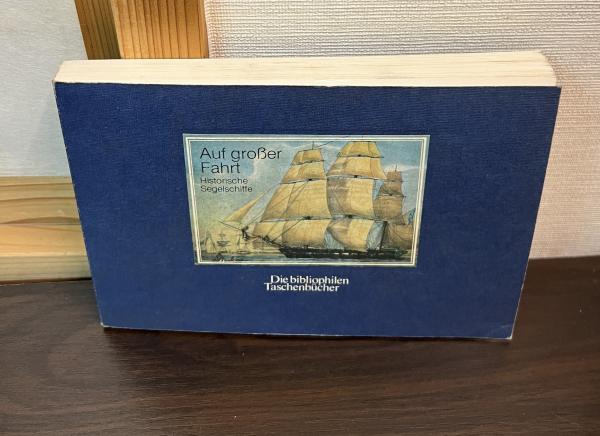 Auf großer
Fahrt
Historische
Segelschiffe
Die bibliophilen
Taschenbücher